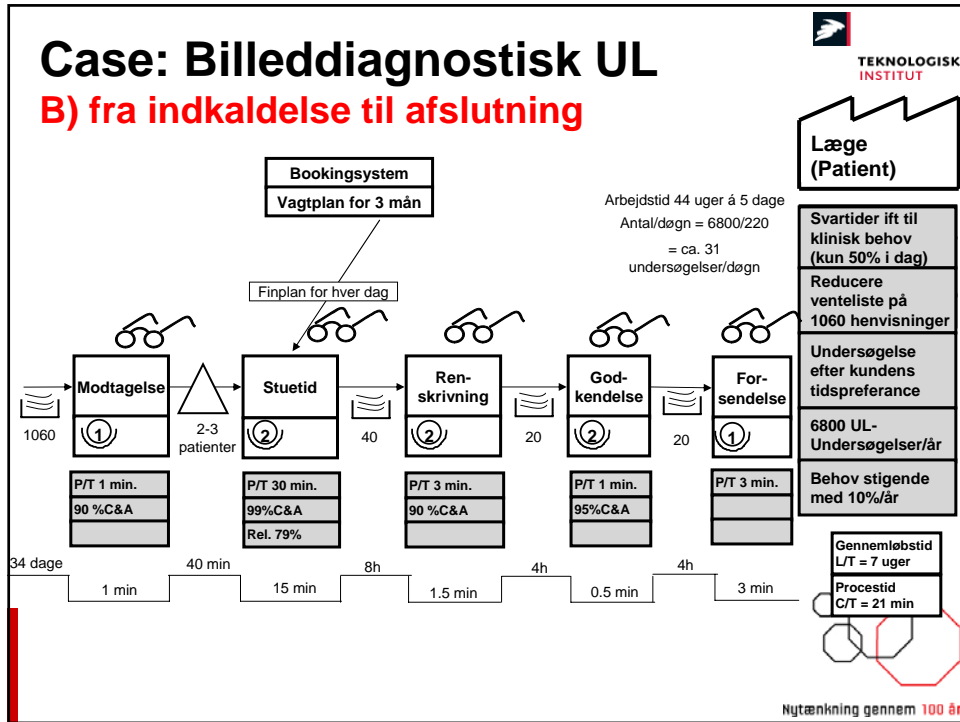 Case: Billeddiagnostisk UL
B) fra indkaldelse til afslutning
TEKNOLOGISK
INSTITUT
Læge
(Patient)
Bookingsystem
Vagtplan for 3 mån
Arbejdstid 44 uger á 5 dage
Antal/døgn = 6800/220
= ca. 31
undersøgelser/døgn
Finplan for hver dag
Svartider ift til
klinisk behov
(kun 50% i dag)
Reducere
venteliste på
1060 henvisninger
Undersøgelse
efter kundens
tidspreferance
6800 UL-
Undersøgelser/år
Behov stigende
med 10%/år
1060
Modtagelse
1
2-3
patienter
Stuetid
2
40
Ren-
skrivning
2
20
God-
kendelse
2
20
For-
sendelse
1
P/T 1 min.
90 %C&A
P/T 30 min.
99%C&A
Rel. 79%
P/T 3 min.
90 %C&A
P/T 1 min.
95%C&A
P/T 3 min.
34 dage
1 min
40 min
15 min
8h
1.5 min
4h
0.5 min
4h
3 min
Gennemløbstid
L/T = 7 uger
Procestid
C/T = 21 min
Nytænkning gennem 100 år